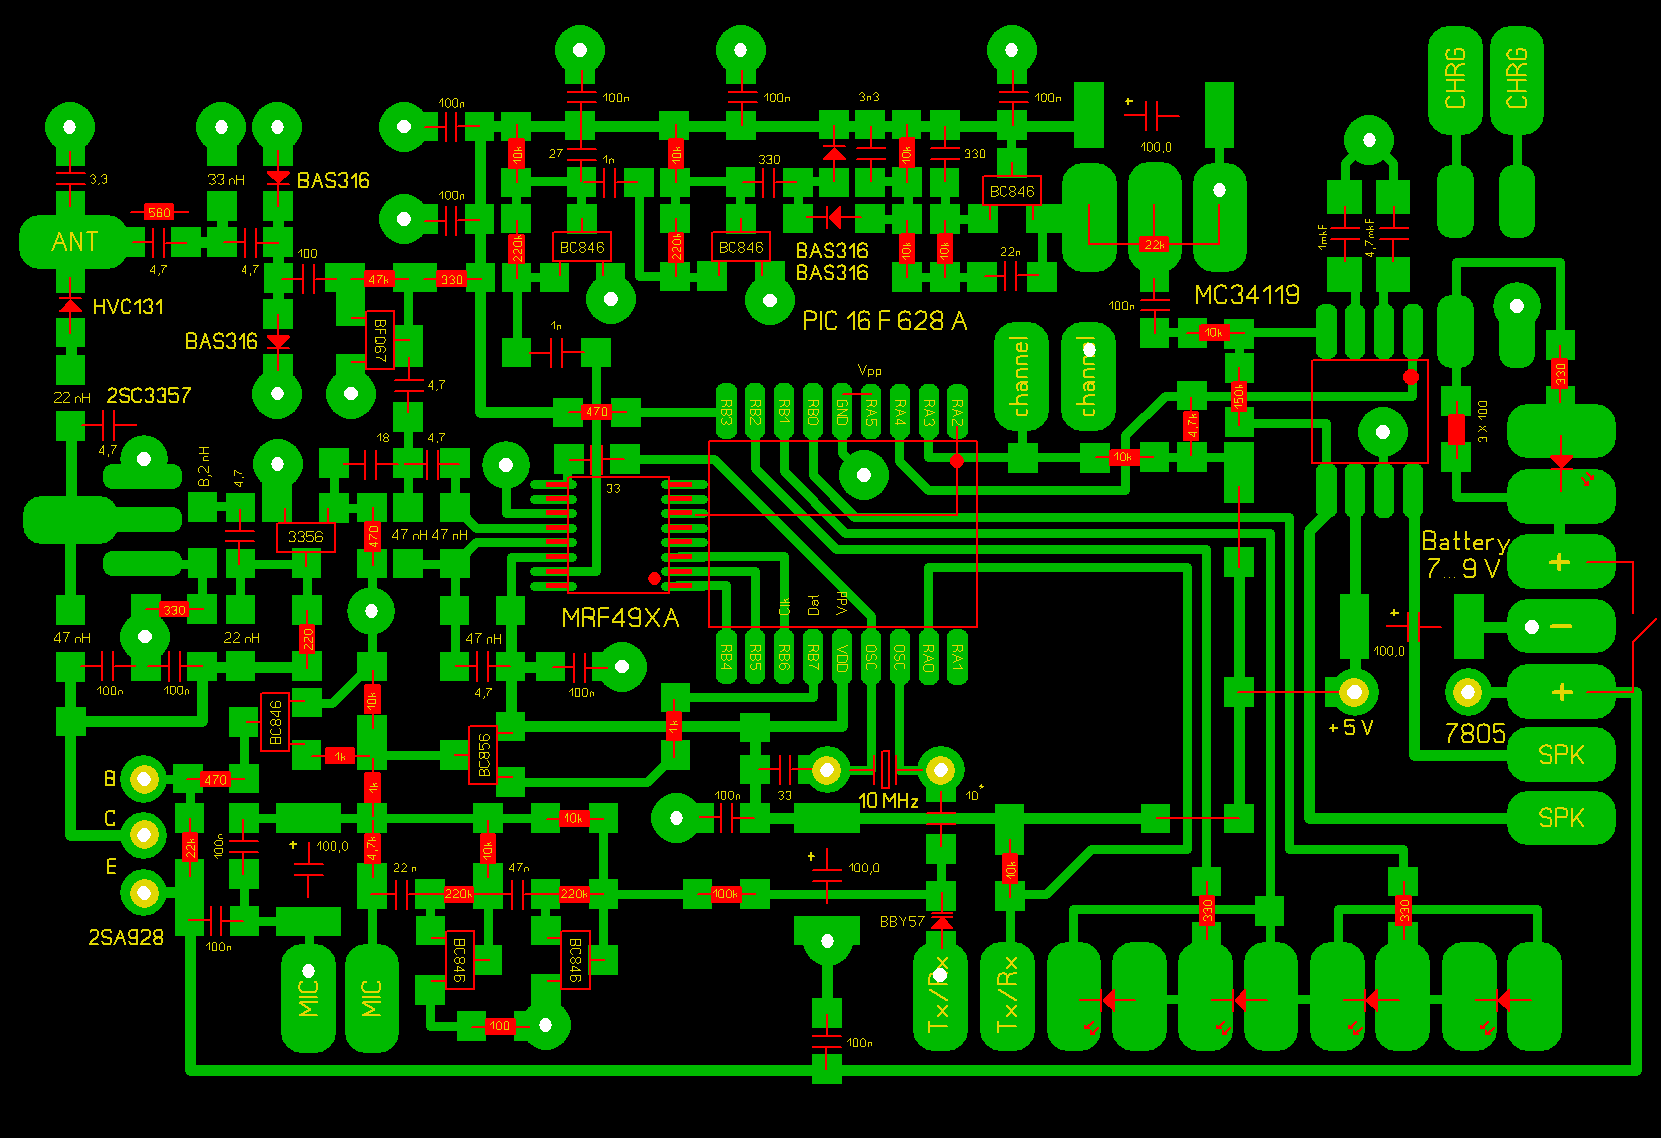 CHRG
CHRG
100n
100n
100n
100n
3n3
+
100,0
3,3
33 nH
BAS316
10k
27
1n
10k
330
10k
330
BC846
560
ANT
4,7
4,7
100n
220k
BC846
220k
BC846
BAS316
BAS316
10k
10k
22n
22k
1mkF
4,7mkF
100
47k
330
HVC131
BAS316
BF067
1n
PIC 16 F 628 A
100n
MC34119
10k
22 nH
2SC3357
4,7
4,7
Vpp
channel
channel
150k
330
470
RB3
RB2
RB1
RB0
GND
RA5
RA4
RA3
RA2
4,7k
10k
4,7
18
4,7
8,2 nH
4,7
33
3356
470
47 nH
47 nH
Battery
7...9 V
+
MRF49XA
Clk
Dat
Vpp
47 nH
330
22 nH
220
47 nH
RB4
RB5
RB6
RB7
VDD
OSC
OSC
RA0
RA1
+
100,0
−
100n
100n
4,7
100n
10k
1k
+
BC846
BC856
+5V
7805
B
470
1k
1k
100n
33
10 MHz
10*
SPK
C
22k
100n
+
100,0
4,7k
10k
10k
SPK
E
22 n
220k
47n
220k
100k
+
100,0
10k
100n
BBY57
330
330
2SA928
BC846
BC846
MIC
MIC
100
100n
Tx/Rx
Tx/Rx